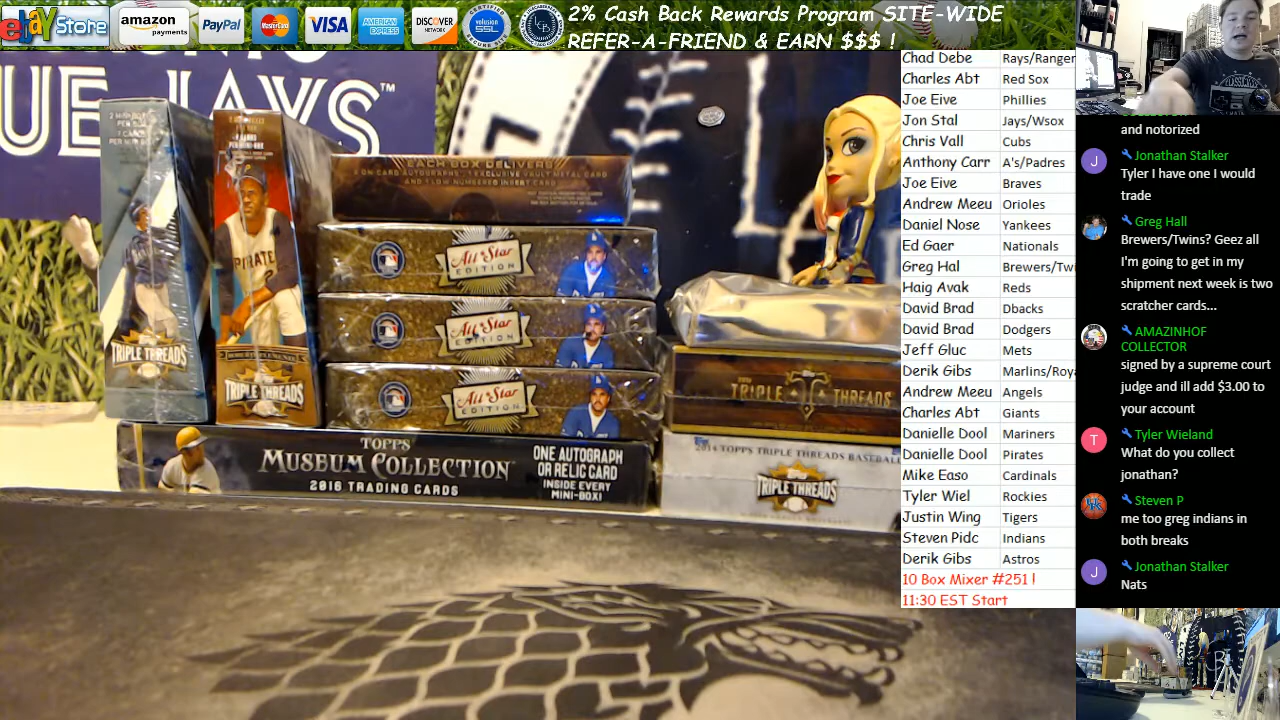 ebay Store
amazon
payments
PayPal
MasterCard
VISA
AMERICAN
EXPRESS
DISCOVER
NETWORK
volusion
SSL
2% Cash Back Rewards Program SITE-WIDE
REFER-A-FRIEND & EARN $$$ !
UE JAYS™
EACH BOX DELIVERS
All Star
EDITION
All Star
EDITION
All Star
EDITION
PIRATE
TRIPLE THREADS
TRIPLE THREADS
TOPPS
MUSEUM COLLECTION
2016 TRADING CARDS
ONE AUTOGRAPH
OR RELIC CARD
INSIDE EVERY
MINI-BOX!
TRIPLE THREADS
2014 TOPPS TRIPLE THREADS BASEBALL
TRIPLE THREADS
Chad Debe Rays/Ranger
Charles Abt Red Sox
Joe Eive Phillies
Jon Stal Jays/Wsox
Chris Vall Cubs
Anthony Carr A's/Padres
Joe Eive Braves
Andrew Meeu Orioles
Daniel Nose Yankees
Ed Gaer Nationals
Greg Hal Brewers/Twi
Haig Avak Reds
David Brad Dbacks
David Brad Dodgers
Jeff Gluc Mets
Derik Gibs Marlins/Roya
Andrew Meeu Angels
Charles Abt Giants
Danielle Dool Mariners
Danielle Dool Pirates
Mike Easo Cardinals
Tyler Wiel Rockies
Justin Wing Tigers
Steven Pidc Indians
Derik Gibs Astros
10 Box Mixer #251 !
11:30 EST Start
and notorized
J
Jonathan Stalker
Tyler I have one I would
trade
Greg Hall
Brewers/Twins? Geez all
I'm going to get in my
shipment next week is two
scratcher cards...
AMAZINHOF
COLLECTOR
signed by a supreme court
judge and ill add $3.00 to
your account
T
Tyler Wieland
What do you collect
jonathan?
Steven P
me too greg indians in
both breaks
J
Jonathan Stalker
Nats